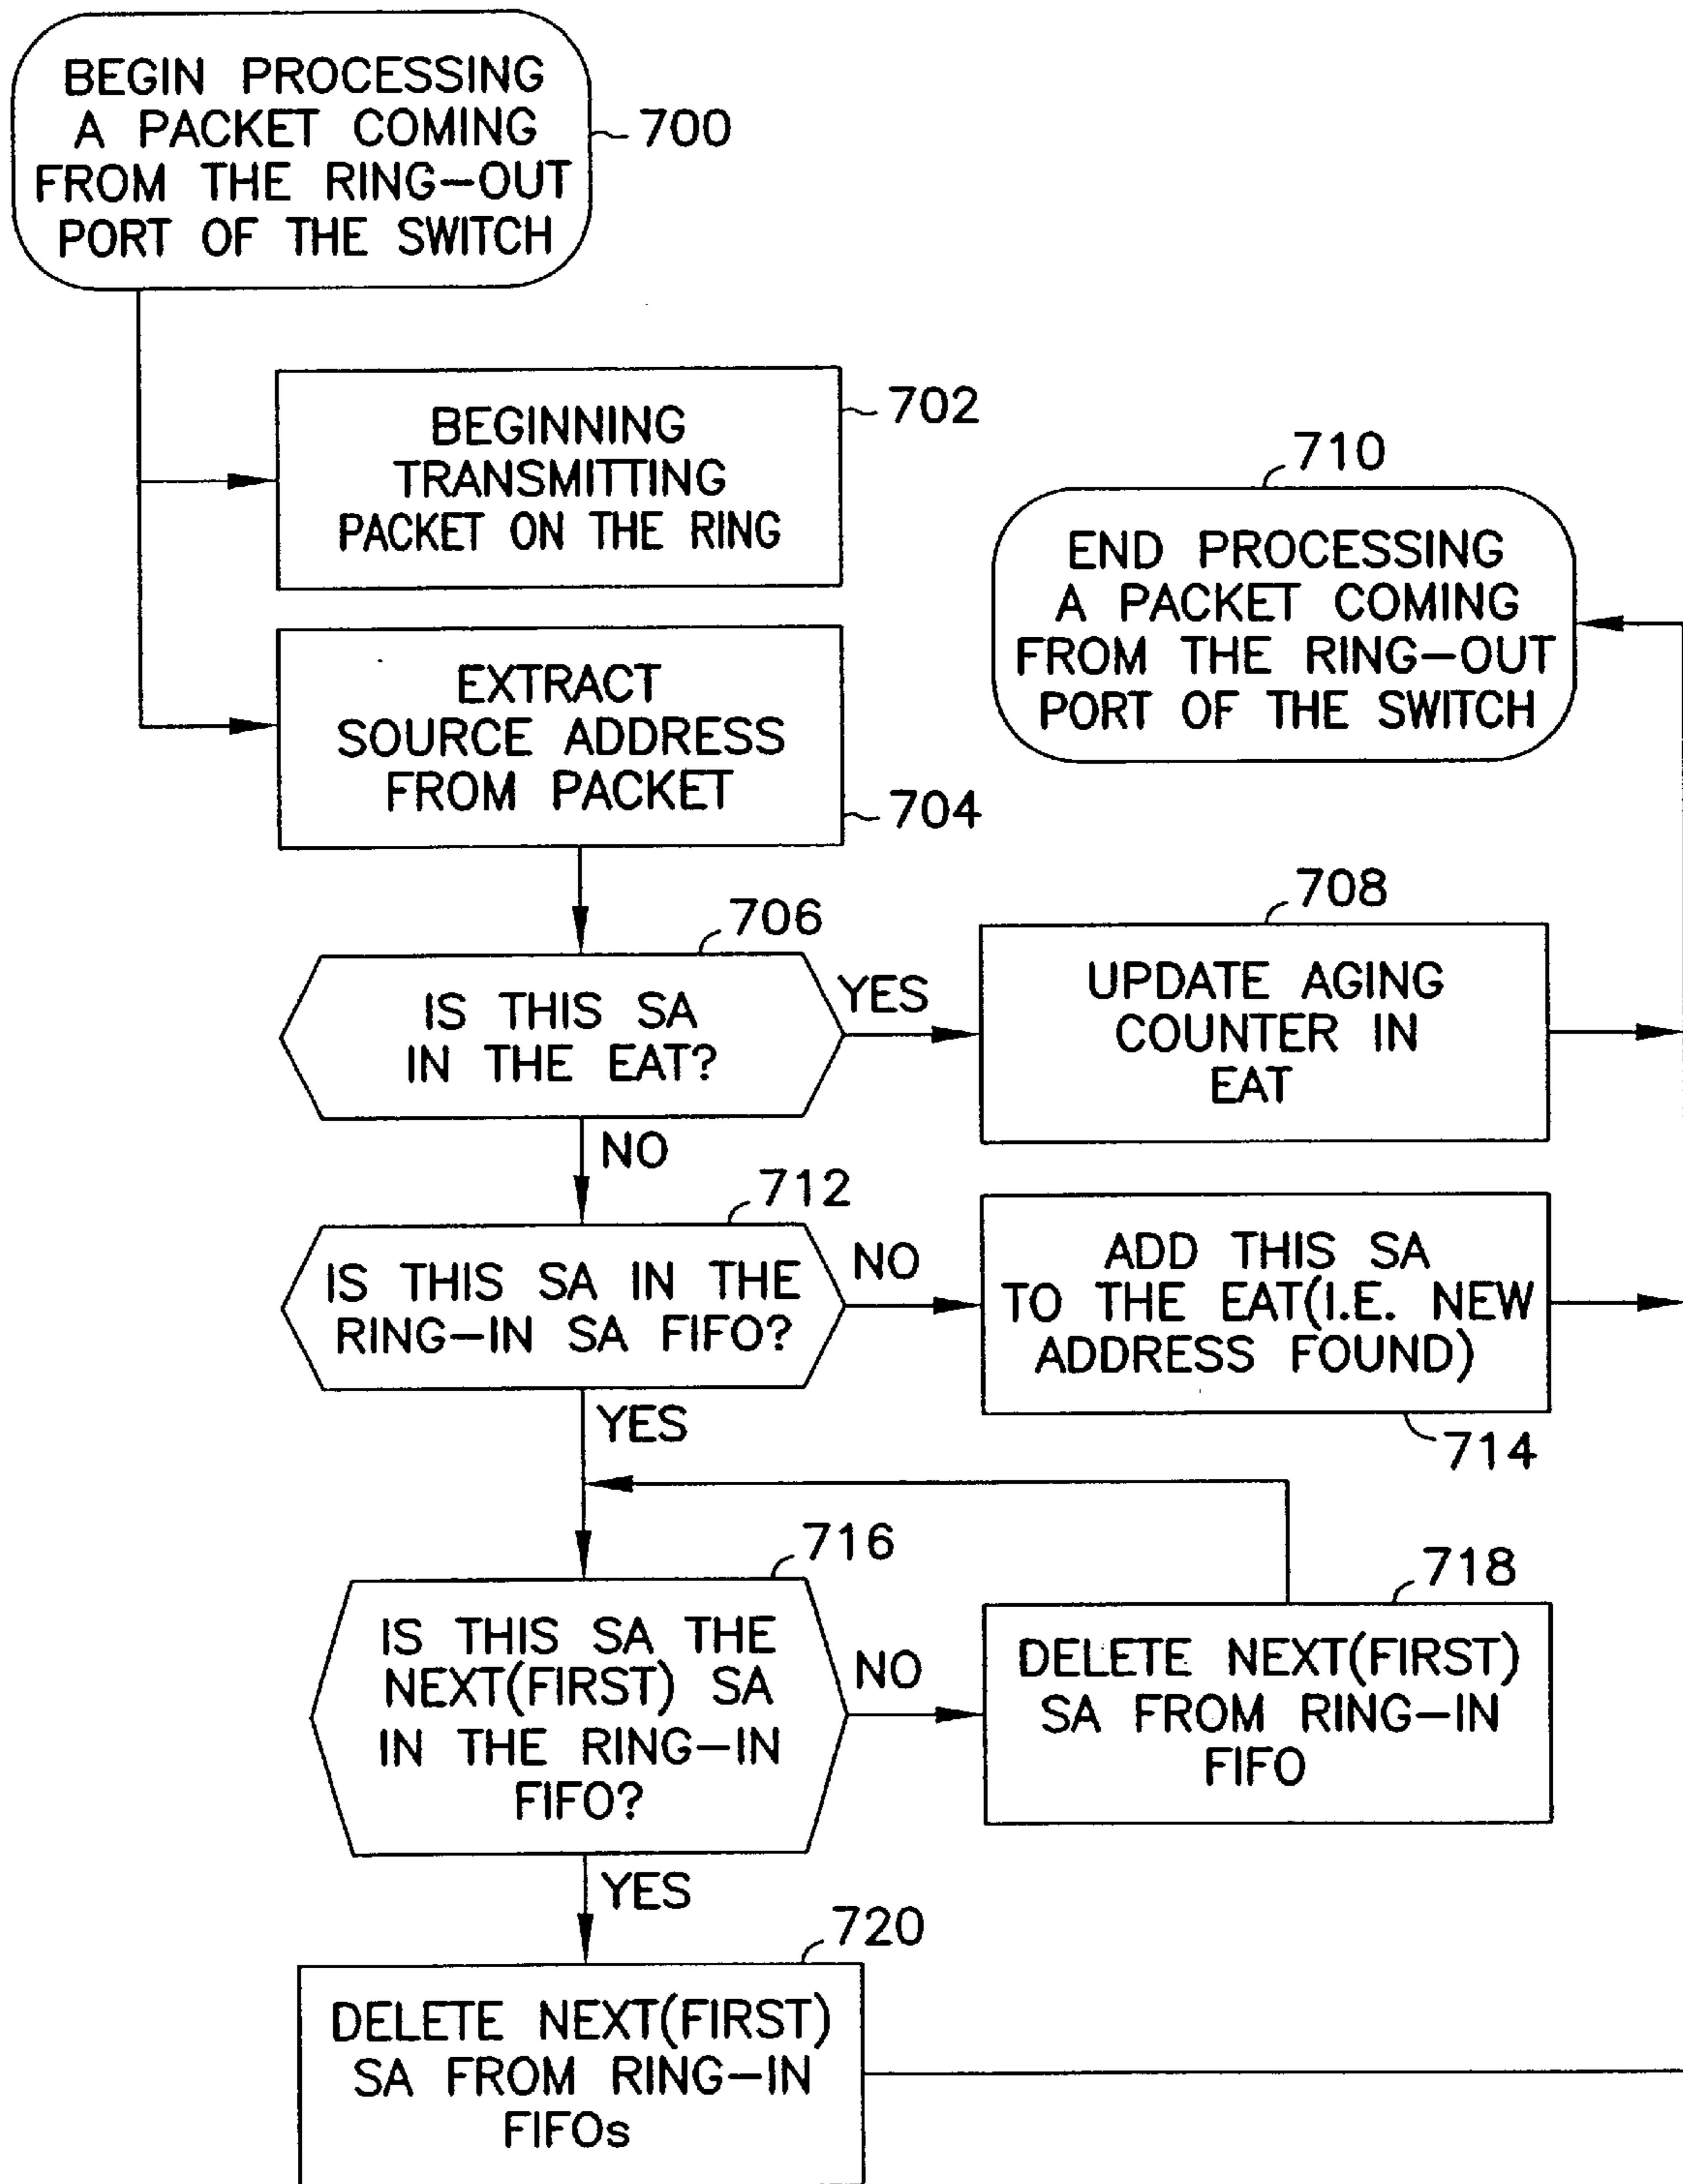 BEGIN PROCESSING
A PACKET COMING
FROM THE RING-OUT
PORT OF THE SWITCH
700
BEGINNING
TRANSMITTING
PACKET ON THE RING
702
710
END PROCESSING
A PACKET COMING
FROM THE RING-OUT
PORT OF THE SWITCH
EXTRACT
SOURCE ADDRESS
FROM PACKET
704
706
IS THIS SA
IN THE EAT?
YES
708
UPDATE AGING
COUNTER IN
EAT
NO
712
IS THIS SA IN THE
RING-IN SA FIFO?
NO
ADD THIS SA
TO THE EAT(I.E. NEW
ADDRESS FOUND)
714
YES
716
IS THIS SA THE
NEXT(FIRST) SA
IN THE RING-IN
FIFO?
NO
718
DELETE NEXT(FIRST)
SA FROM RING-IN
FIFO
YES
720
DELETE NEXT(FIRST)
SA FROM RING-IN
FIFOs